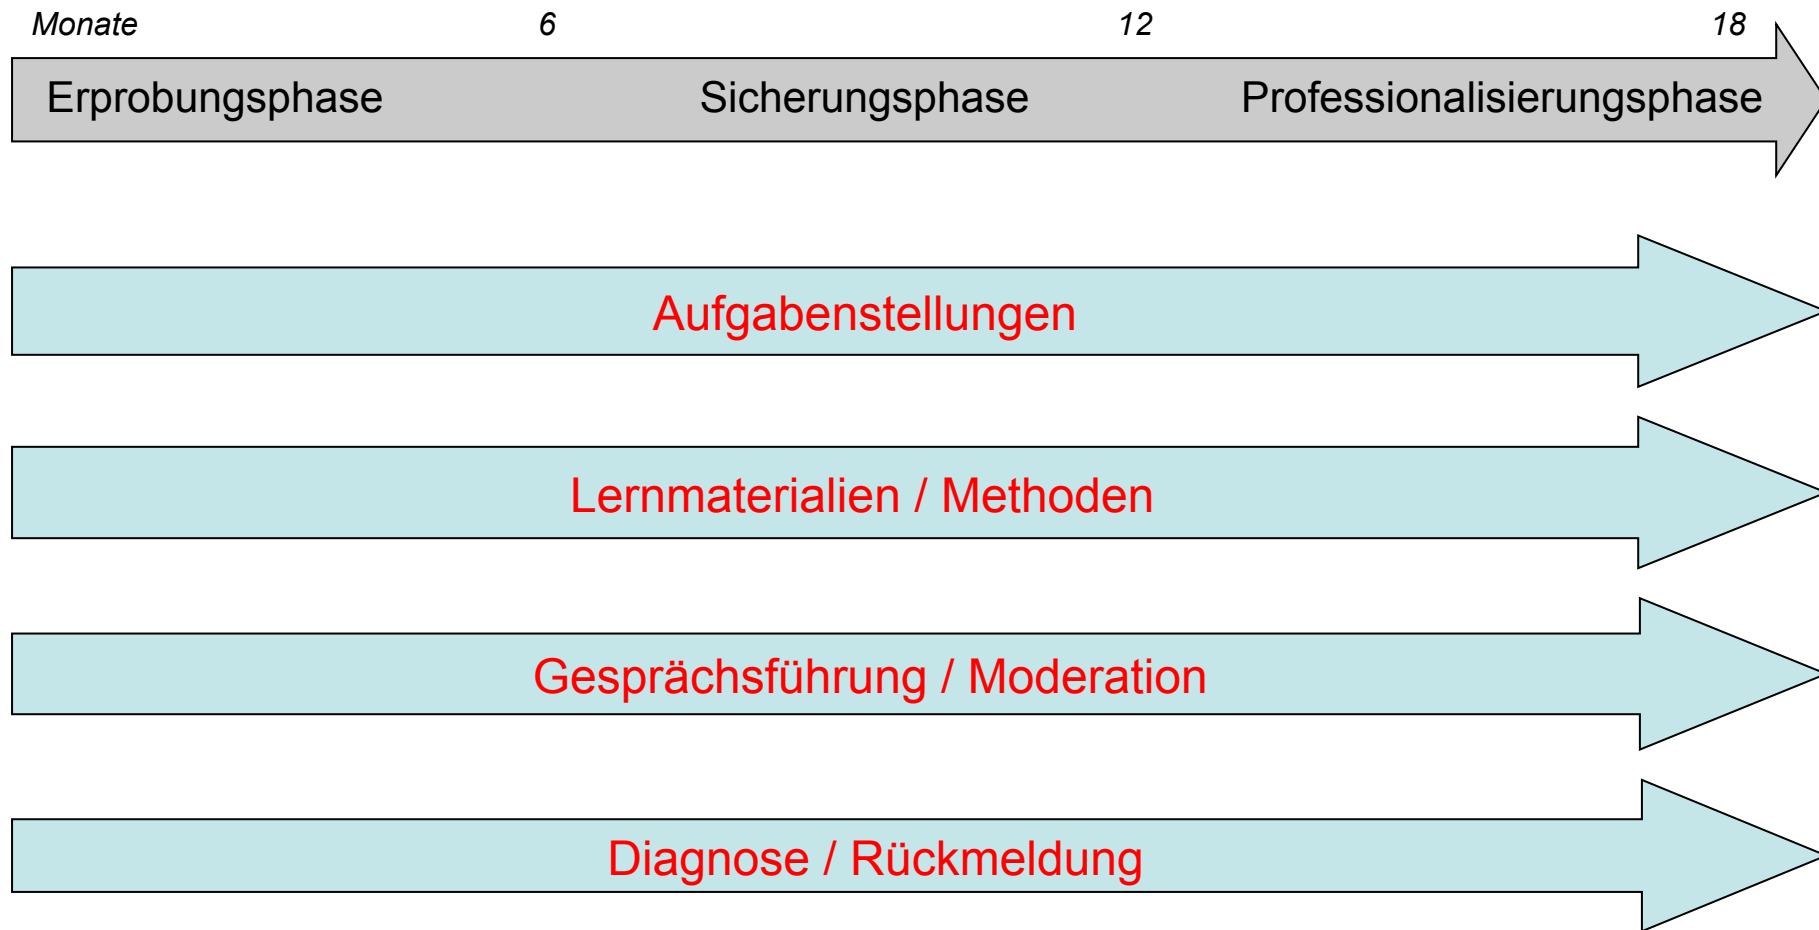 Monate 6 12 18
Erprobungsphase Sicherungsphase Professionalisierungsphase
Aufgabenstellungen
Lernmaterialien / Methoden
Gesprächsführung / Moderation
Diagnose / Rückmeldung